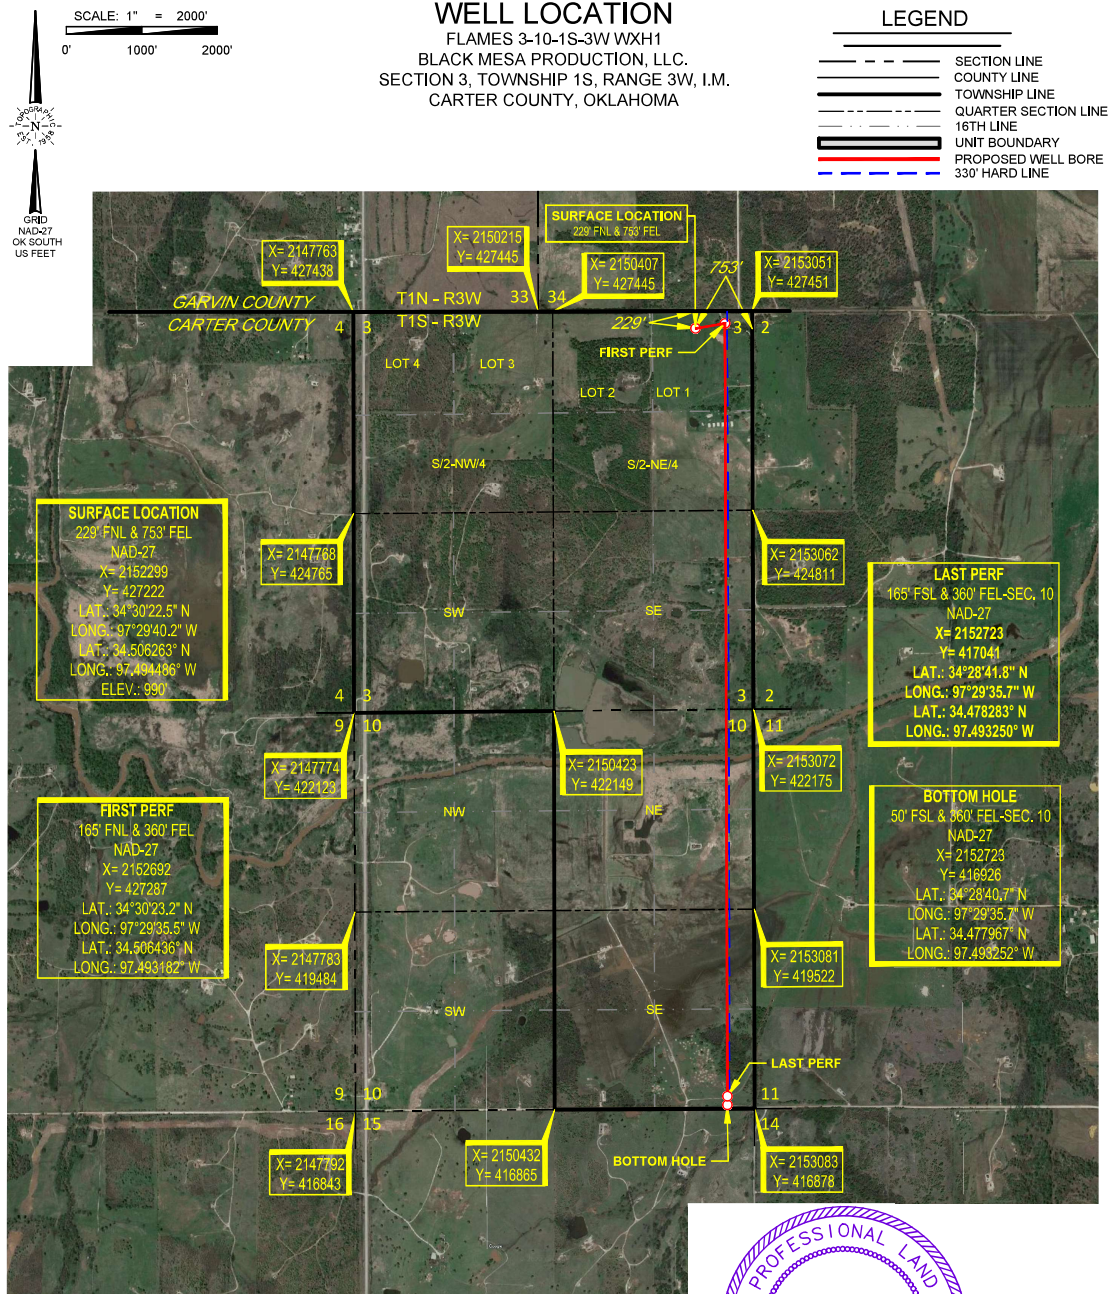 SCALE: 1" = 2000'
0' 1000' 2000'
TOPOGRAPHIC
N
EST. 1958
GRID
NAD-27
OK SOUTH
US FEET
WELL LOCATION
FLAMES 3-10-1S-3W WXH1
BLACK MESA PRODUCTION, LLC.
SECTION 3, TOWNSHIP 1S, RANGE 3W, I.M.
CARTER COUNTY, OKLAHOMA
LEGEND
SECTION LINE
COUNTY LINE
TOWNSHIP LINE
QUARTER SECTION LINE
16TH LINE
UNIT BOUNDARY
PROPOSED WELL BORE
330' HARD LINE
SURFACE LOCATION
229' FNL & 753' FEL
X= 2147763
Y= 427438
X= 2150215
Y= 427445
X= 2150407
Y= 427445
753'
X= 2153051
Y= 427451
GARVIN COUNTY
T1N - R3W
33 34
CARTER COUNTY
4 3
T1S - R3W
229'
3 2
FIRST PERF
LOT 4
LOT 3
LOT 2
LOT 1
S/2-NW/4
S/2-NE/4
SURFACE LOCATION
229' FNL & 753' FEL
NAD-27
X= 2152299
Y= 427222
LAT.: 34°30'22.5" N
LONG.: 97°29'40.2" W
LAT.: 34.506263° N
LONG.: 97.494486° W
ELEV.: 990'
X= 2147768
Y= 424765
X= 2153062
Y= 424811
SW
SE
LAST PERF
165' FSL & 360' FEL-SEC. 10
NAD-27
X= 2152723
Y= 417041
LAT.: 34°28'41.8" N
LONG.: 97°29'35.7" W
LAT.: 34.478283° N
LONG.: 97.493250° W
4 3
3 2
9 10
10 11
X= 2147774
Y= 422123
X= 2150423
Y= 422149
X= 2153072
Y= 422175
FIRST PERF
165' FNL & 360' FEL
NAD-27
X= 2152692
Y= 427287
LAT.: 34°30'23.2" N
LONG.: 97°29'35.5" W
LAT.: 34.506436° N
LONG.: 97.493182° W
NW
NE
BOTTOM HOLE
50' FSL & 360' FEL-SEC. 10
NAD-27
X= 2152723
Y= 416926
LAT.: 34°28'40.7" N
LONG.: 97°29'35.7" W
LAT.: 34.477967° N
LONG.: 97.493252° W
X= 2147783
Y= 419484
X= 2153081
Y= 419522
SW
SE
LAST PERF
9 10
11
16 15
14
X= 2147792
Y= 416843
X= 2150432
Y= 416865
BOTTOM HOLE
X= 2153083
Y= 416878
PROFESSIONAL LAND